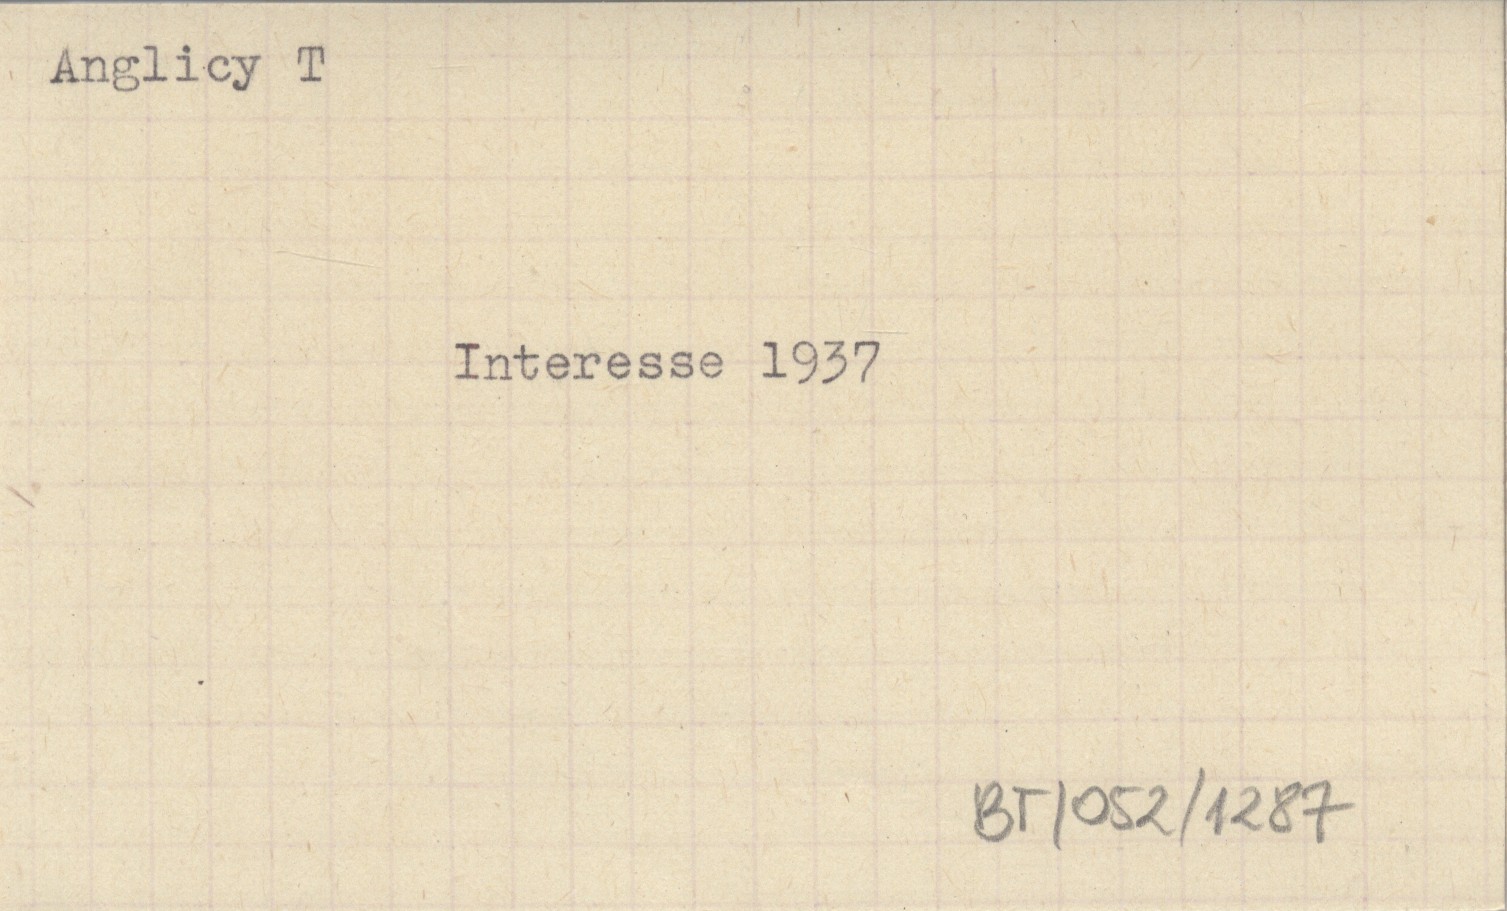 Anglicy T
Interesse 1937
BT/052/1287